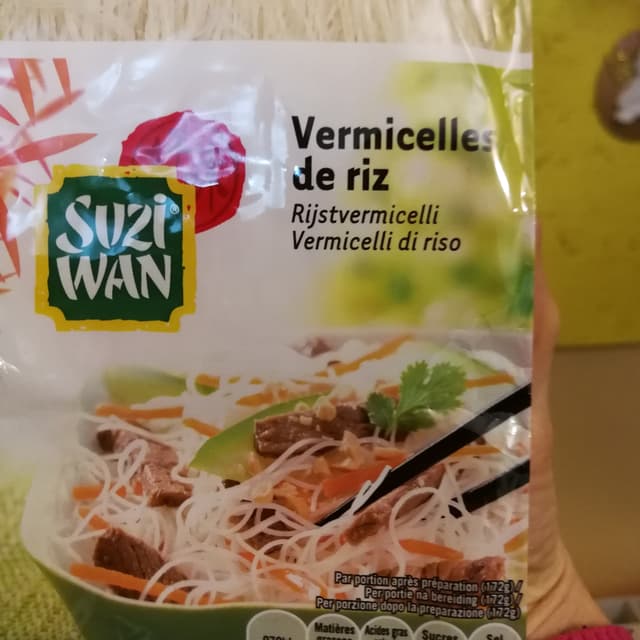 SUZI
WAN®
Vermicelles
de riz
Rijstvermicelli
Vermicelli di riso
Par portion après préparation (172g)/
Per portie na bereiding (172g)/
Per porzione dopo la preparazione (172g)
Matières
Acides gras
Sucres
Sel